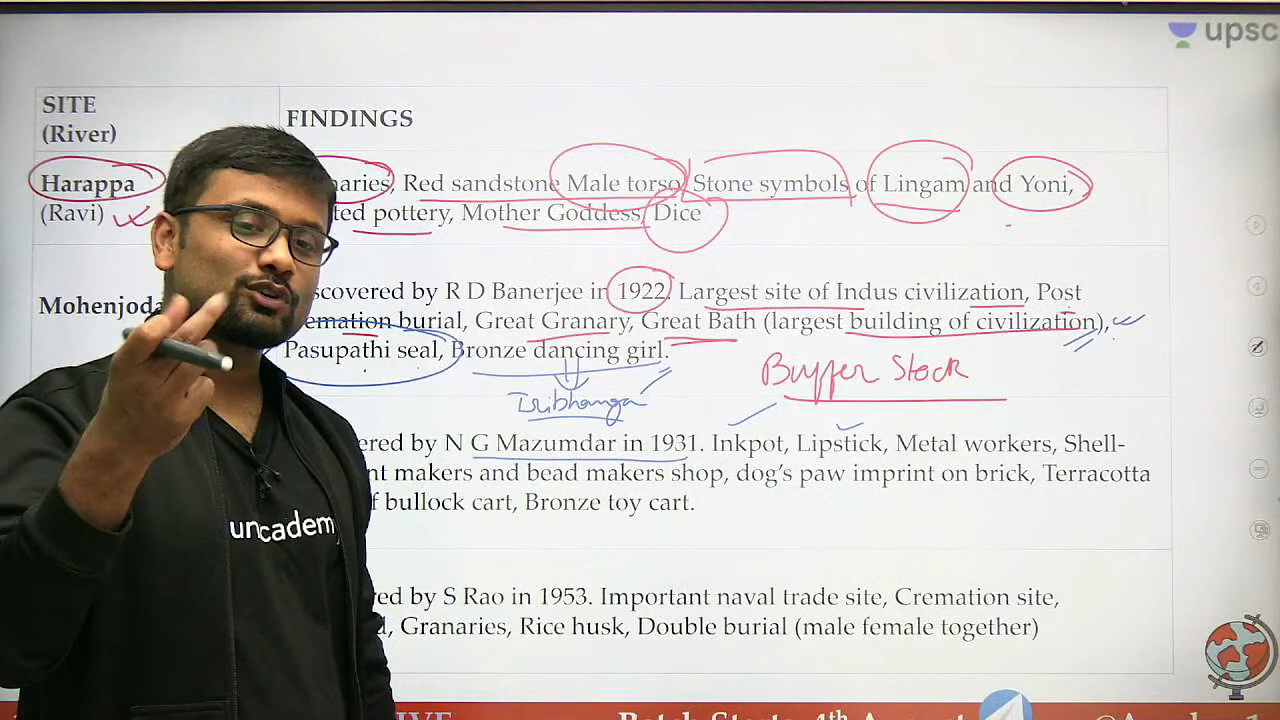 upsc
SITE
(River)
FINDINGS
Harappa
naries, Red sandstone Male torso, Stone symbols of Lingam and Yoni,
(Ravi)
ted pottery, Mother Goddess, Dice
Mohenjoda
scovered by R D Banerjee in 1922. Largest site of Indus civilization, Post
emation burial, Great Granary, Great Bath (largest building of civilization),
Pasupathi seal, Bronze dancing girl.
Buffer Stock
Tribhanga
ered by N G Mazumdar in 1931. Inkpot, Lipstick, Metal workers, Shell-
nt makers and bead makers shop, dog's paw imprint on brick, Terracotta
f bullock cart, Bronze toy cart.
unacademy
ed by S Rao in 1953. Important naval trade site, Cremation site,
d, Granaries, Rice husk, Double burial (male female together)